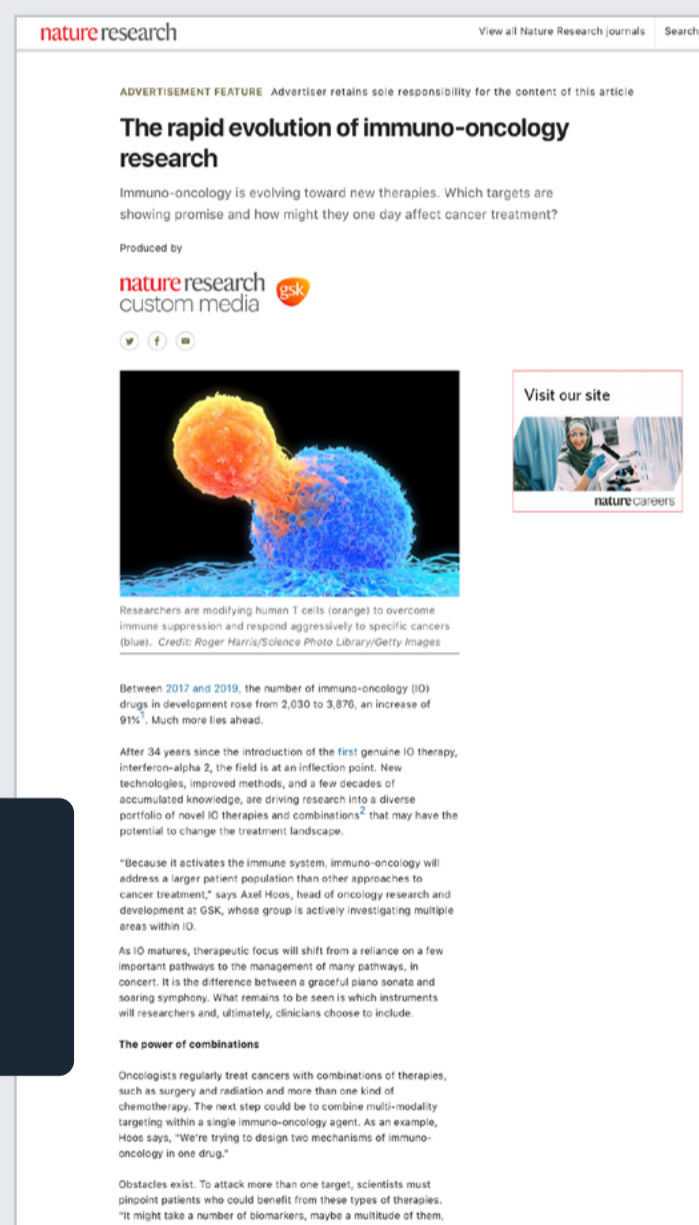 nature research
View all Nature Research journals
Search
ADVERTISEMENT FEATURE Advertiser retains sole responsibility for the content of this article
The rapid evolution of immuno-oncology
research
Immuno-oncology is evolving toward new therapies. Which targets are
showing promise and how might they one day affect cancer treatment?
Produced by
nature research
custom media
gsk
Visit our site
nature careers
Researchers are modifying human T cells (orange) to overcome
immune suppression and respond aggressively to specific cancers
(blue). Credit: Roger Harris/Science Photo Library/Getty Images
Between 2017 and 2019, the number of immuno-oncology (IO)
drugs in development rose from 2,030 to 3,876, an increase of
91%1. Much more lies ahead.
After 34 years since the introduction of the first genuine IO therapy,
interferon-alpha 2, the field is at an inflection point. New
technologies, improved methods, and a few decades of
accumulated knowledge, are driving research into a diverse
portfolio of novel IO therapies and combinations2 that may have the
potential to change the treatment landscape.
"Because it activates the immune system, immuno-oncology will
address a larger patient population than other approaches to
cancer treatment," says Axel Hoos, head of oncology research and
development at GSK, whose group is actively investigating multiple
areas within IO.
As IO matures, therapeutic focus will shift from a reliance on a few
important pathways to the management of many pathways, in
concert. It is the difference between a graceful piano sonata and
soaring symphony. What remains to be seen is which instruments
will researchers and, ultimately, clinicians choose to include.
The power of combinations
Oncologists regularly treat cancers with combinations of therapies,
such as surgery and radiation and more than one kind of
chemotherapy. The next step could be to combine multi-modality
targeting within a single immuno-oncology agent. As an example,
Hoos says, "We're trying to design two mechanisms of immuno-
oncology in one drug."
Obstacles exist. To attack more than one target, scientists must
pinpoint patients who could benefit from these types of therapies.
"It might take a number of biomarkers, maybe a multitude of them,